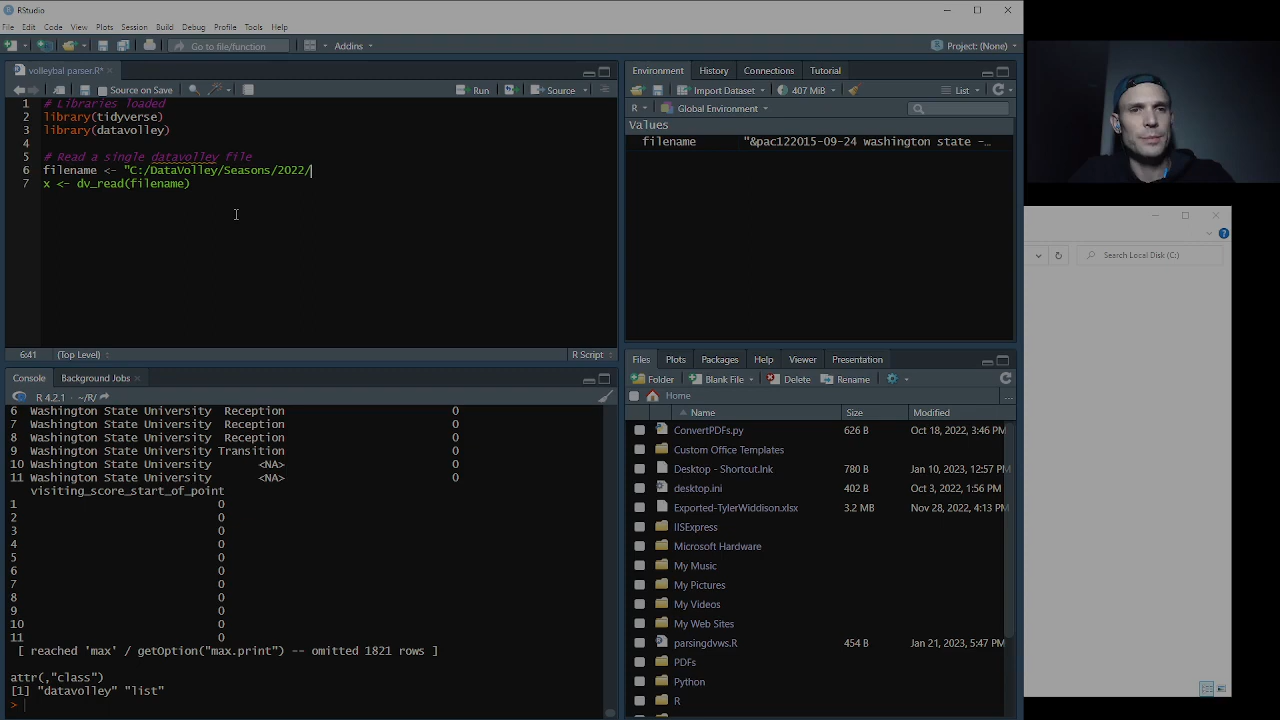 RStudio
File Edit Code View Plots Session Build Debug Profile Tools Help
Go to file/function Addins Project: (None)
volleybal parser.R*
Source on Save Run Source
1 # Libraries loaded
2 library(tidyverse)
3 library(datavolley)
4
5 # Read a single datavolley file
6 filename <- "C:/DataVolley/Seasons/2022/
7 x <- dv_read(filename)
6:41 (Top Level) R Script
Console Background Jobs
R 4.2.1 · ~/R/
6 Washington State University Reception 0
7 Washington State University Reception 0
8 Washington State University Reception 0
9 Washington State University Transition 0
10 Washington State University <NA> 0
11 Washington State University <NA> 0
visiting_score_start_of_point
1 0
2 0
3 0
4 0
5 0
6 0
7 0
8 0
9 0
10 0
11 0
[ reached 'max' / getOption("max.print") -- omitted 1821 rows ]
attr(,"class")
[1] "datavolley" "list"
>
Environment History Connections Tutorial
Import Dataset 407 MiB List
R Global Environment
Values
filename "&pac122015-09-24 washington state -…
Files Plots Packages Help Viewer Presentation
Folder Blank File Delete Rename
Home
Name Size Modified
ConvertPDFs.py 626 B Oct 18, 2022, 3:46 PM
Custom Office Templates
Desktop - Shortcut.lnk 780 B Jan 10, 2023, 12:57 P
desktop.ini 402 B Oct 3, 2022, 1:56 PM
Exported-TylerWiddison.xlsx 3.2 MB Nov 28, 2022, 4:13 P
IISExpress
Microsoft Hardware
My Music
My Pictures
My Videos
My Web Sites
parsingdvws.R 454 B Jan 21, 2023, 5:47 PM
PDFs
Python
R
Search Local Disk (C:)